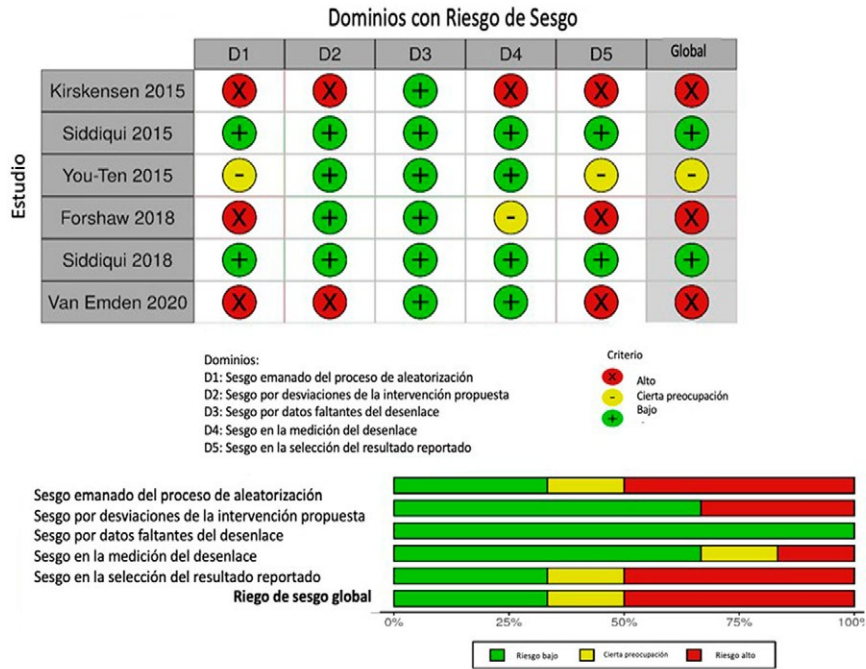 Dominios con Riesgo de Sesgo
D1 D2 D3 D4 D5 Global
Estudio
Kirskensen 2015 X X + X X X
Siddiqui 2015 + + + + + +
You-Ten 2015 - + + + - -
Forshaw 2018 X + + - X X
Siddiqui 2018 + + + + + +
Van Emden 2020 X X + + X X
Dominios:
D1: Sesgo emanado del proceso de aleatorización
D2: Sesgo por desviaciones de la intervención propuesta
D3: Sesgo por datos faltantes del desenlace
D4: Sesgo en la medición del desenlace
D5: Sesgo en la selección del resultado reportado
Criterio
X Alto
- Cierta preocupación
+ Bajo
Sesgo emanado del proceso de aleatorización
Sesgo por desviaciones de la intervención propuesta
Sesgo por datos faltantes del desenlace
Sesgo en la medición del desenlace
Sesgo en la selección del resultado reportado
Riego de sesgo global
0% 25% 50% 75% 100%
Riesgo bajo Cierta preocupación Riesgo alto